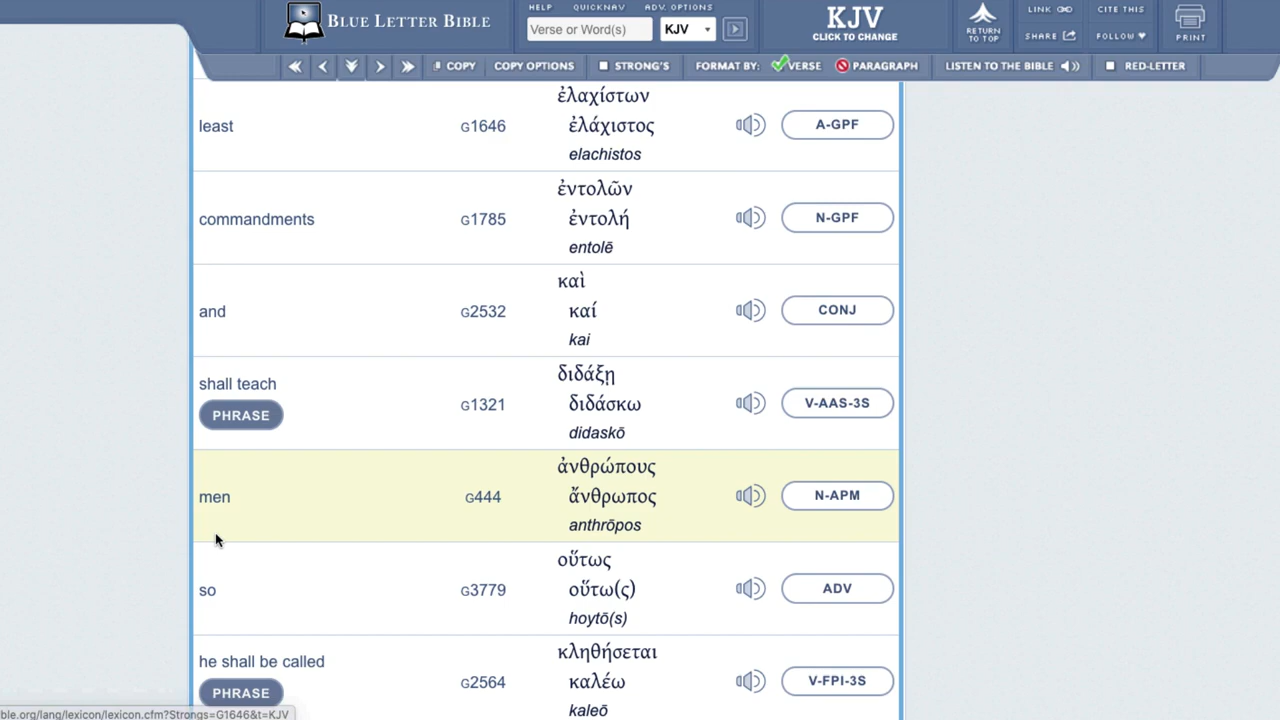 BLUE LETTER BIBLE
HELP QUICKNAV ADV. OPTIONS
Verse or Word(s) KJV
KJV
CLICK TO CHANGE
RETURN TO TOP
LINK CITE THIS
SHARE FOLLOW
PRINT
COPY COPY OPTIONS STRONG'S FORMAT BY: VERSE PARAGRAPH LISTEN TO THE BIBLE RED-LETTER
ἐλαχίστων
least G1646 ἐλάχιστος A-GPF
elachistos
ἐντολῶν
commandments G1785 ἐντολή N-GPF
entolē
καὶ
and G2532 καί CONJ
kai
διδάξῃ
shall teach
PHRASE G1321 διδάσκω V-AAS-3S
didaskō
ἀνθρώπους
men G444 ἄνθρωπος N-APM
anthrōpos
οὕτως
so G3779 οὕτω(ς) ADV
hoytō(s)
κληθήσεται
he shall be called
PHRASE G2564 καλέω V-FPI-3S
kaleō
ble.org/lang/lexicon/lexicon.cfm?Strongs=G1646&t=KJV